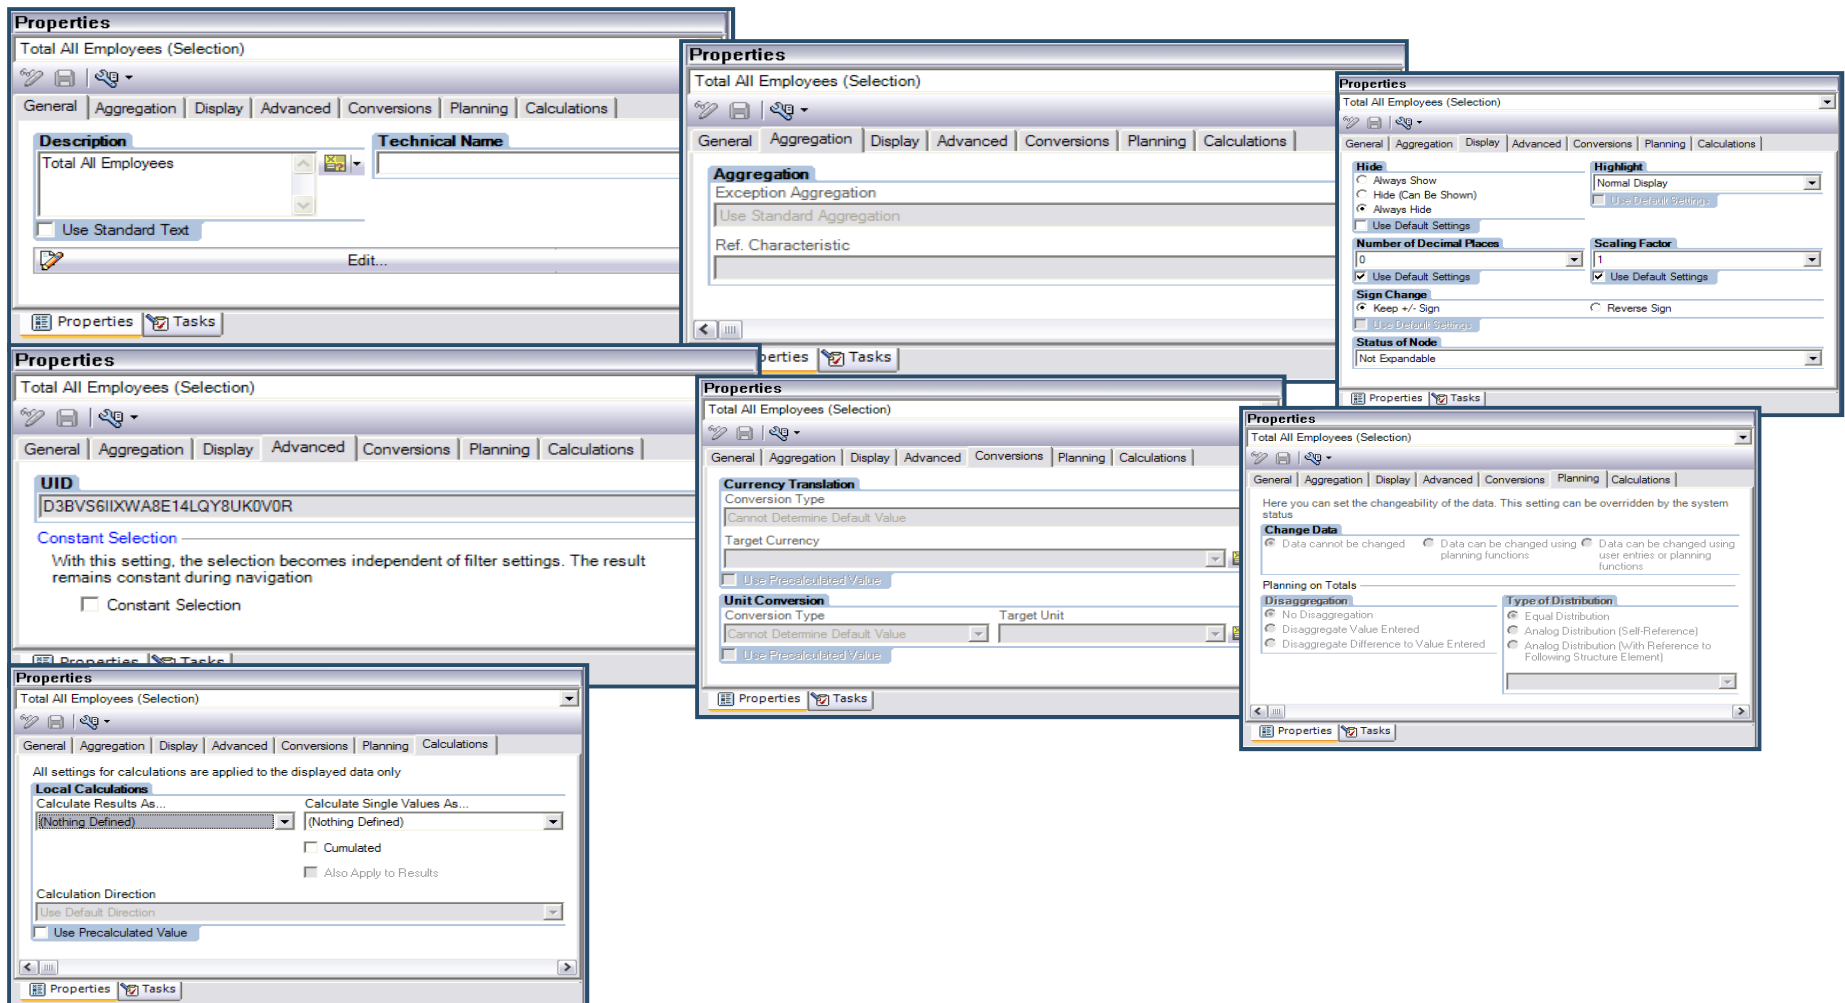 Properties
Total All Employees (Selection)
General Aggregation Display Advanced Conversions Planning Calculations
Description Technical Name
Total All Employees
Use Standard Text
Edit...
Properties Tasks
Properties
Total All Employees (Selection)
General Aggregation Display Advanced Conversions Planning Calculations
Aggregation
Exception Aggregation
Use Standard Aggregation
Ref. Characteristic
perties Tasks
Properties
Total All Employees (Selection)
General Aggregation Display Advanced Conversions Planning Calculations
Hide Highlight
Always Show Normal Display
Hide (Can Be Shown) Use Default Settings
Always Hide
Use Default Settings
Number of Decimal Places Scaling Factor
0 1
Use Default Settings Use Default Settings
Sign Change
Keep +/- Sign Reverse Sign
Use Default Settings
Status of Node
Not Expandable
Properties Tasks
Properties
Total All Employees (Selection)
General Aggregation Display Advanced Conversions Planning Calculations
UID
D3BVS6IIXWA8E14LQY8UK0V0R
Constant Selection
With this setting, the selection becomes independent of filter settings. The result
remains constant during navigation
Constant Selection
Properties Tasks
Properties
Total All Employees (Selection)
General Aggregation Display Advanced Conversions Planning Calculations
Currency Translation
Conversion Type
Cannot Determine Default Value
Target Currency
Use Precalculated Value
Unit Conversion
Conversion Type Target Unit
Cannot Determine Default Value
Use Precalculated Value
Properties Tasks
Properties
Total All Employees (Selection)
General Aggregation Display Advanced Conversions Planning Calculations
Here you can set the changeability of the data. This setting can be overridden by the system
status
Change Data
Data cannot be changed Data can be changed using Data can be changed using
planning functions user entries or planning
functions
Planning on Totals
Disaggregation Type of Distribution
No Disaggregation Equal Distribution
Disaggregate Value Entered Analog Distribution (Self-Reference)
Disaggregate Difference to Value Entered Analog Distribution (With Reference to
Following Structure Element)
Properties Tasks
Properties
Total All Employees (Selection)
General Aggregation Display Advanced Conversions Planning Calculations
All settings for calculations are applied to the displayed data only
Local Calculations
Calculate Results As... Calculate Single Values As...
(Nothing Defined) (Nothing Defined)
Cumulated
Also Apply to Results
Calculation Direction
Use Default Direction
Use Precalculated Value
Properties Tasks